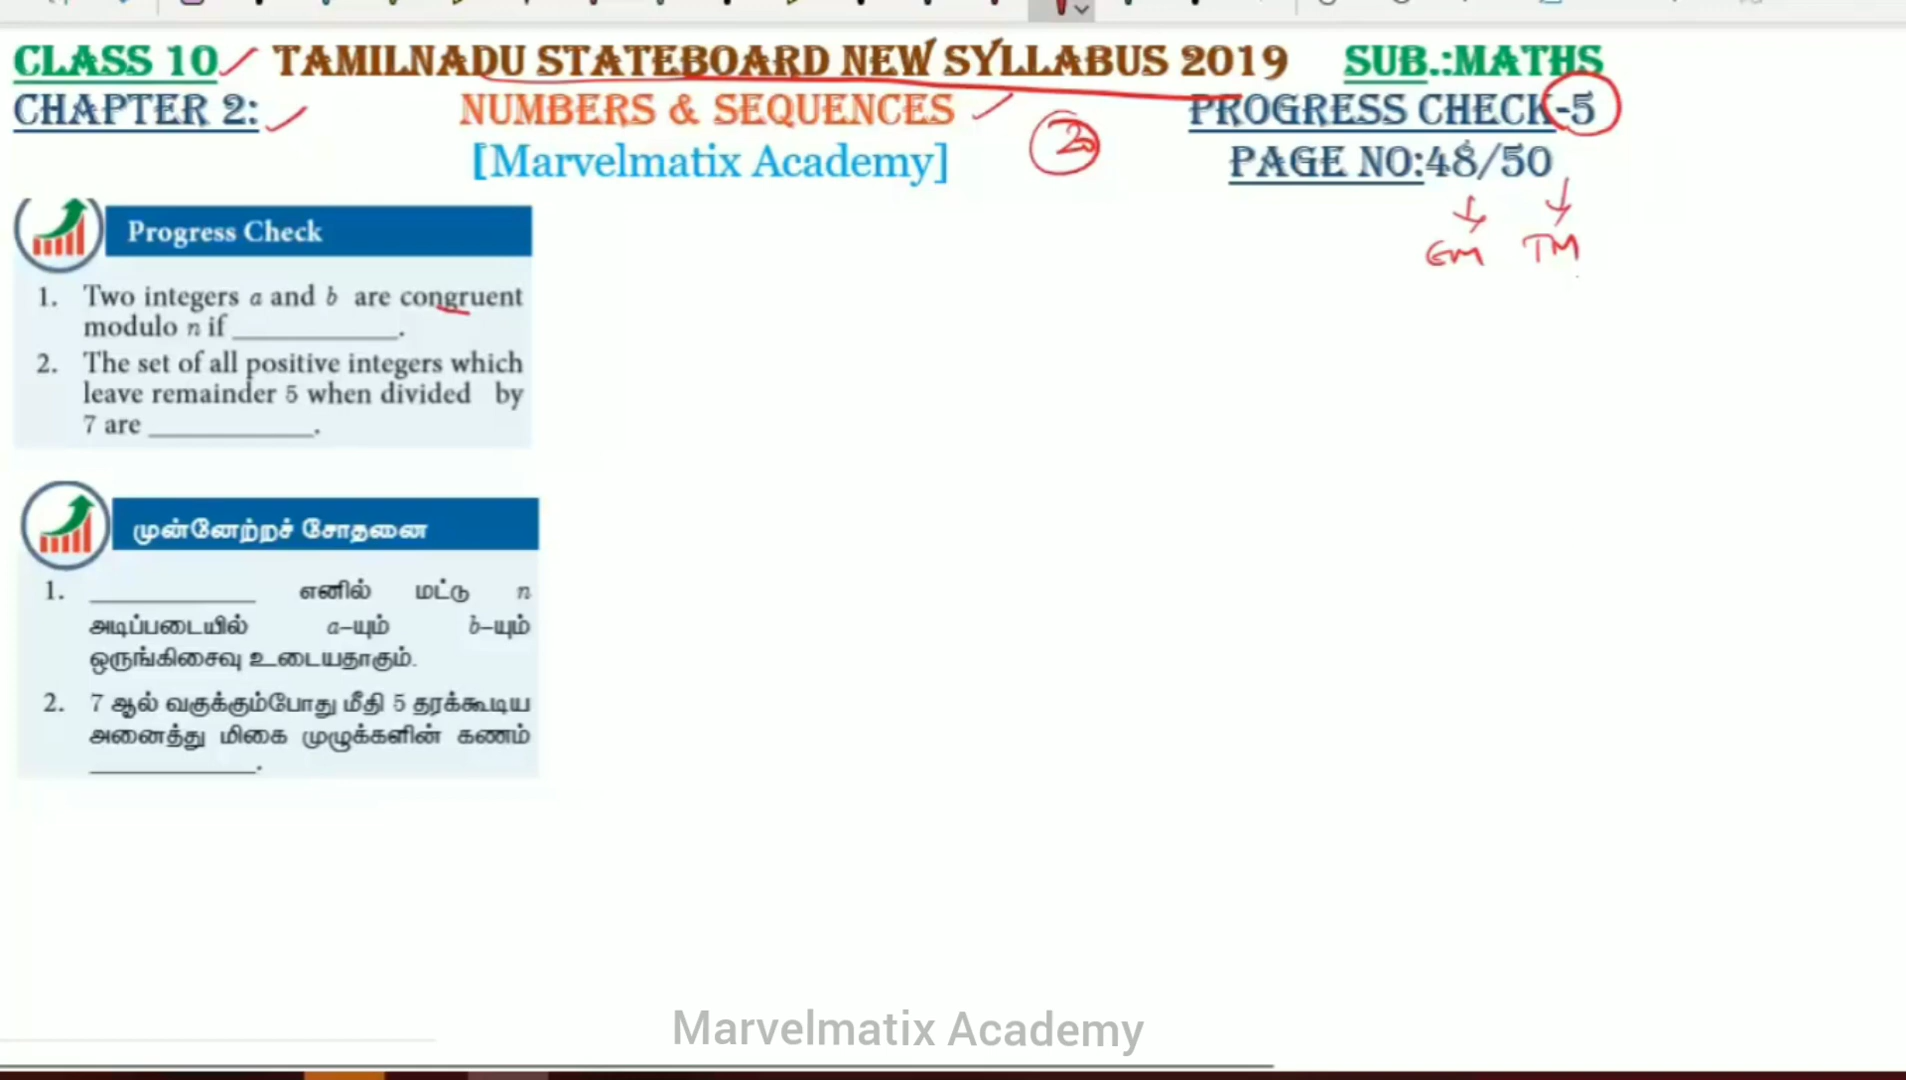 CLASS 10 TAMILNADU STATEBOARD NEW SYLLABUS 2019 SUB.:MATHS
CHAPTER 2: NUMBERS & SEQUENCES PROGRESS CHECK-5
[Marvelmatix Academy] 2 PAGE NO:48/50
EM TM
Progress Check
1. Two integers a and b are congruent
modulo n if ____________.
2. The set of all positive integers which
leave remainder 5 when divided by
7 are ____________.
முன்னேற்றச் சோதனை
1. ____________ எனில் மட்டு n
அடிப்படையில் a–யும் b–யும்
ஒருங்கிசைவு உடையதாகும்.
2. 7 ஆல் வகுக்கும்போது மீதி 5 தரக்கூடிய
அனைத்து மிகை முழுக்களின் கணம்
____________.
Marvelmatix Academy